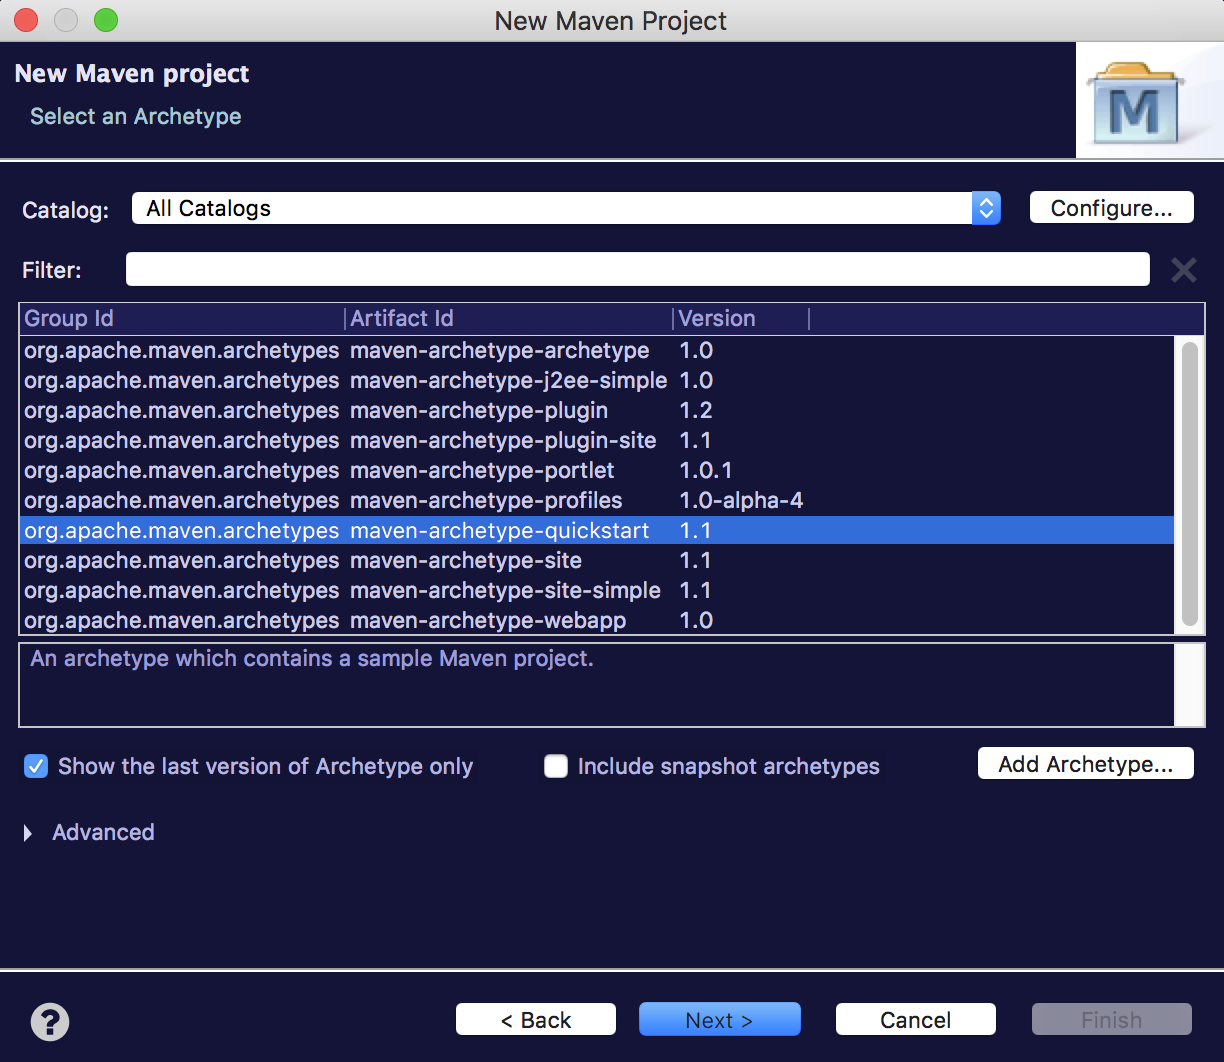 New Maven Project
New Maven project
Select an Archetype
M
Catalog: All Catalogs Configure...
Filter:
Group Id Artifact Id Version
org.apache.maven.archetypes maven-archetype-archetype 1.0
org.apache.maven.archetypes maven-archetype-j2ee-simple 1.0
org.apache.maven.archetypes maven-archetype-plugin 1.2
org.apache.maven.archetypes maven-archetype-plugin-site 1.1
org.apache.maven.archetypes maven-archetype-portlet 1.0.1
org.apache.maven.archetypes maven-archetype-profiles 1.0-alpha-4
org.apache.maven.archetypes maven-archetype-quickstart 1.1
org.apache.maven.archetypes maven-archetype-site 1.1
org.apache.maven.archetypes maven-archetype-site-simple 1.1
org.apache.maven.archetypes maven-archetype-webapp 1.0
An archetype which contains a sample Maven project.
Show the last version of Archetype only Include snapshot archetypes Add Archetype...
Advanced
? < Back Next > Cancel Finish